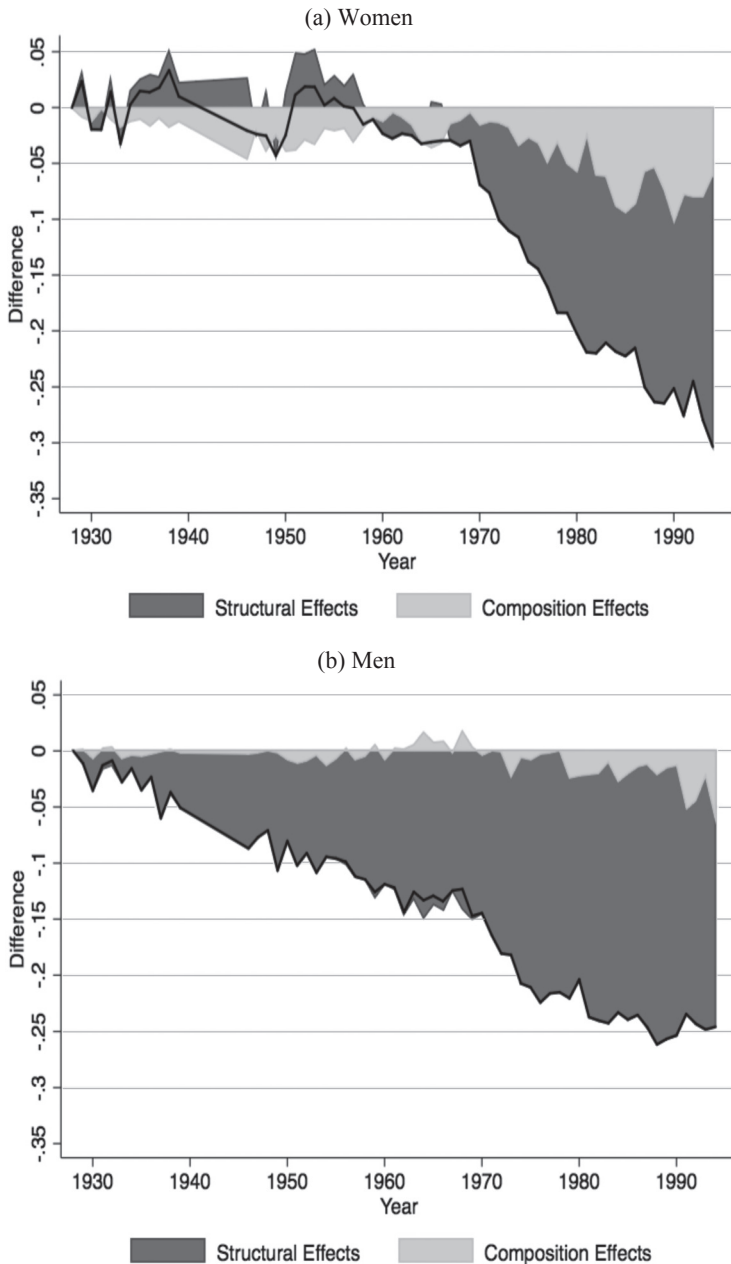 (a) Women
.05
0
-.05
-.1
-.15
-.2
-.25
-.3
-.35
Difference
1930 1940 1950 1960 1970 1980 1990
Year
Structural Effects Composition Effects
(b) Men
.05
0
-.05
-.1
-.15
-.2
-.25
-.3
-.35
Difference
1930 1940 1950 1960 1970 1980 1990
Year
Structural Effects Composition Effects